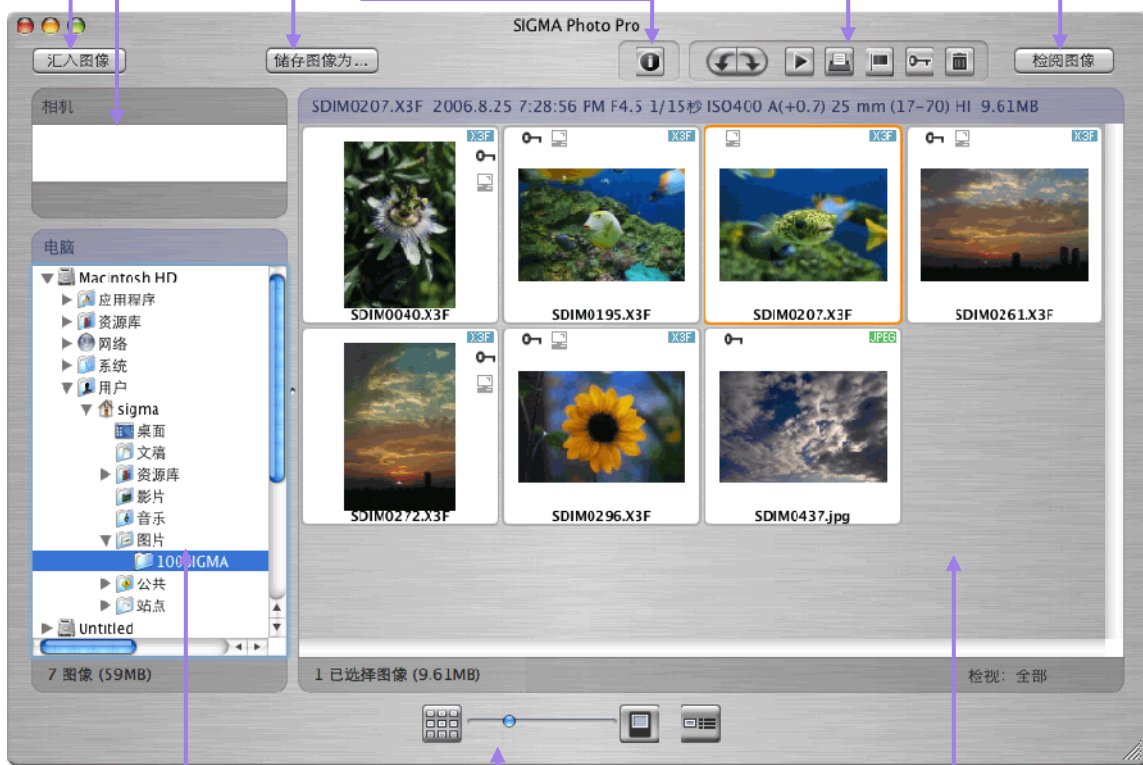 SIGMA Photo Pro
汇入图像
储存图像为...
检阅图像
相机
SDIM0207.X3F 2006.8.25 7:28:56 PM F4.5 1/15秒 ISO400 A(+0.7) 25 mm (17-70) HI 9.61MB
X3F
X3F
X3F
X3F
SDIM0040.X3F
SDIM0195.X3F
SDIM0207.X3F
SDIM0261.X3F
X3F
X3F
JPEG
SDIM0272.X3F
SDIM0296.X3F
SDIM0437.jpg
电脑
Macintosh HD
应用程序
资源库
网络
系统
用户
sigma
桌面
文稿
资源库
影片
音乐
图片
100SIGMA
公共
站点
Untitled
7 图像 (59MB)
1 已选择图像 (9.61MB)
检视: 全部